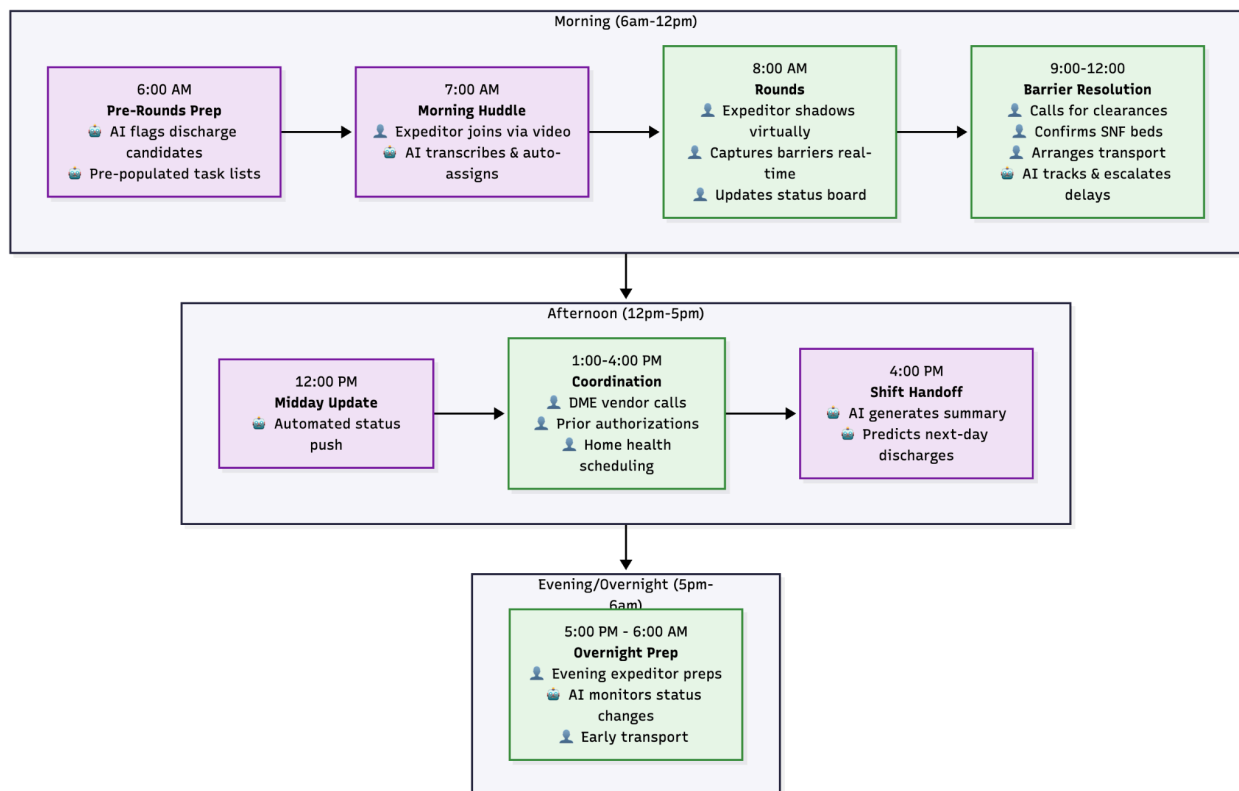 Morning (6am-12pm)
6:00 AM
Pre-Rounds Prep
🤖 AI flags discharge
candidates
🤖 Pre-populated task lists
7:00 AM
Morning Huddle
👤 Expeditor joins via video
🤖 AI transcribes & auto-
assigns
8:00 AM
Rounds
👤 Expeditor shadows
virtually
👤 Captures barriers real-
time
👤 Updates status board
9:00-12:00
Barrier Resolution
👤 Calls for clearances
👤 Confirms SNF beds
👤 Arranges transport
🤖 AI tracks & escalates
delays
Afternoon (12pm-5pm)
12:00 PM
Midday Update
🤖 Automated status
push
1:00-4:00 PM
Coordination
👤 DME vendor calls
👤 Prior authorizations
👤 Home health
scheduling
4:00 PM
Shift Handoff
🤖 AI generates summary
🤖 Predicts next-day
discharges
Evening/Overnight (5pm-
6am)
5:00 PM - 6:00 AM
Overnight Prep
👤 Evening expeditor preps
🤖 AI monitors status
changes
👤 Early transport